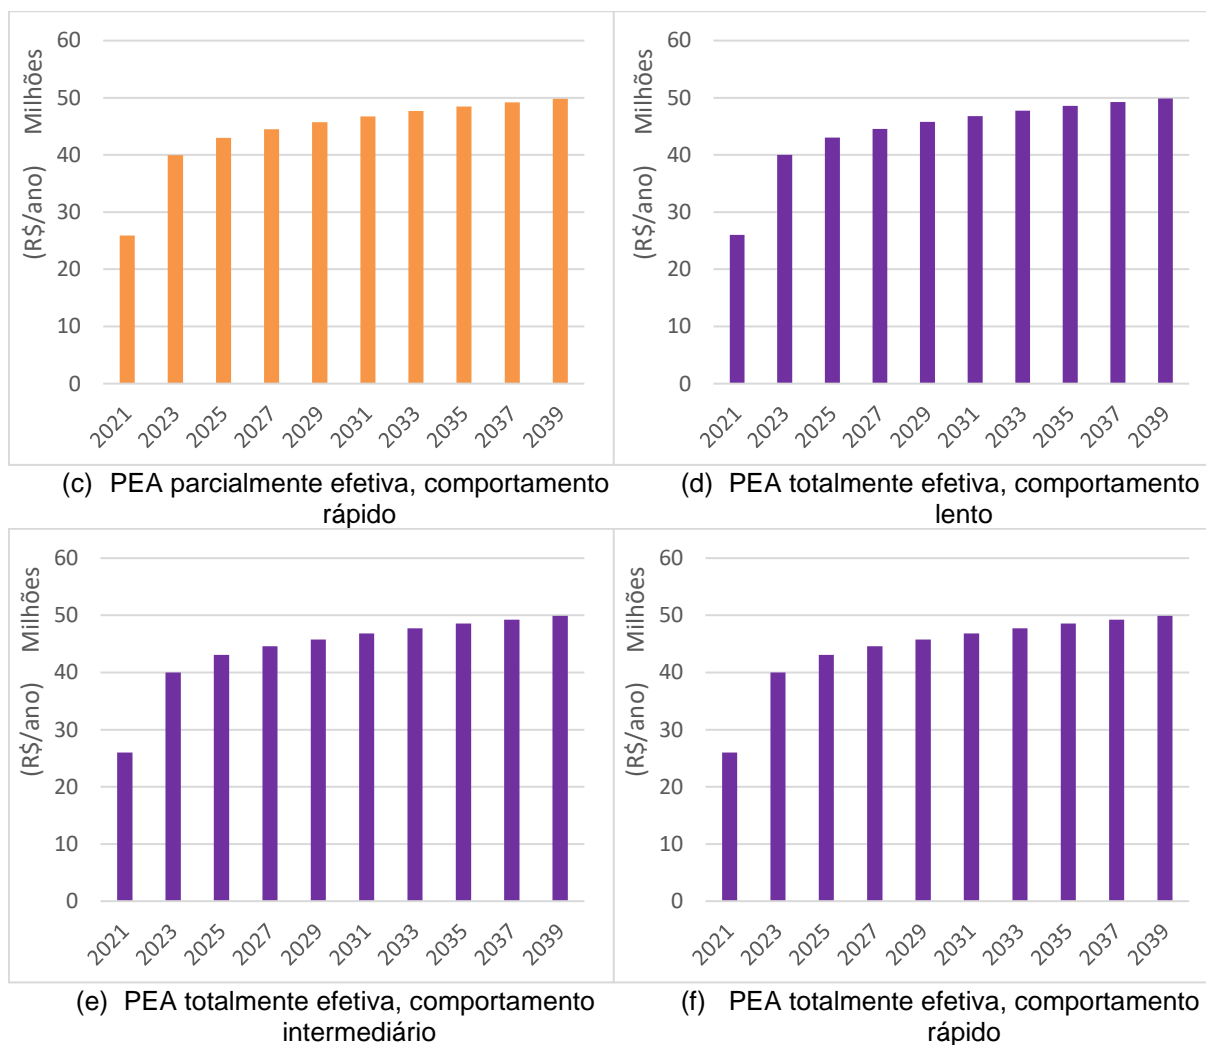 60
50
40
30
20
10
0
(R$/ano) Milhões
2021 2023 2025 2027 2029 2031 2033 2035 2037 2039
(c) PEA parcialmente efetiva, comportamento
rápido
60
50
40
30
20
10
0
(R$/ano) Milhões
2021 2023 2025 2027 2029 2031 2033 2035 2037 2039
(d) PEA totalmente efetiva, comportamento
lento
60
50
40
30
20
10
0
(R$/ano) Milhões
2021 2023 2025 2027 2029 2031 2033 2035 2037 2039
(e) PEA totalmente efetiva, comportamento
intermediário
60
50
40
30
20
10
0
(R$/ano) Milhões
2021 2023 2025 2027 2029 2031 2033 2035 2037 2039
(f) PEA totalmente efetiva, comportamento
rápido